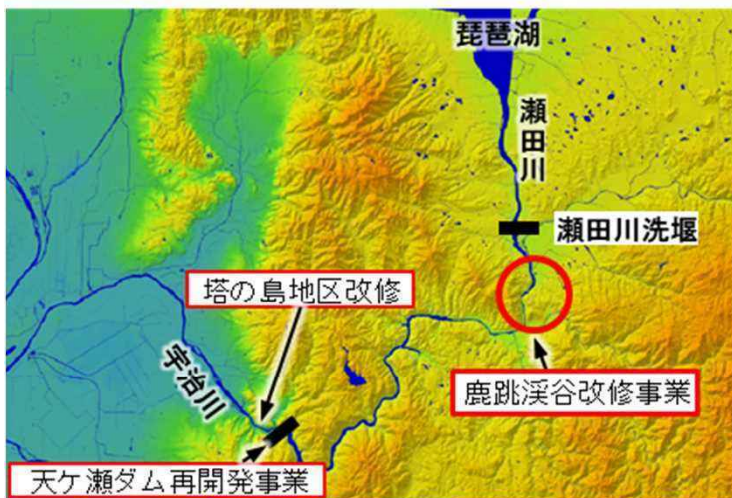 琵琶湖
瀬田川
瀬田川洗堰
塔の島地区改修
宇治川
鹿跳渓谷改修事業
天ケ瀬ダム再開発事業